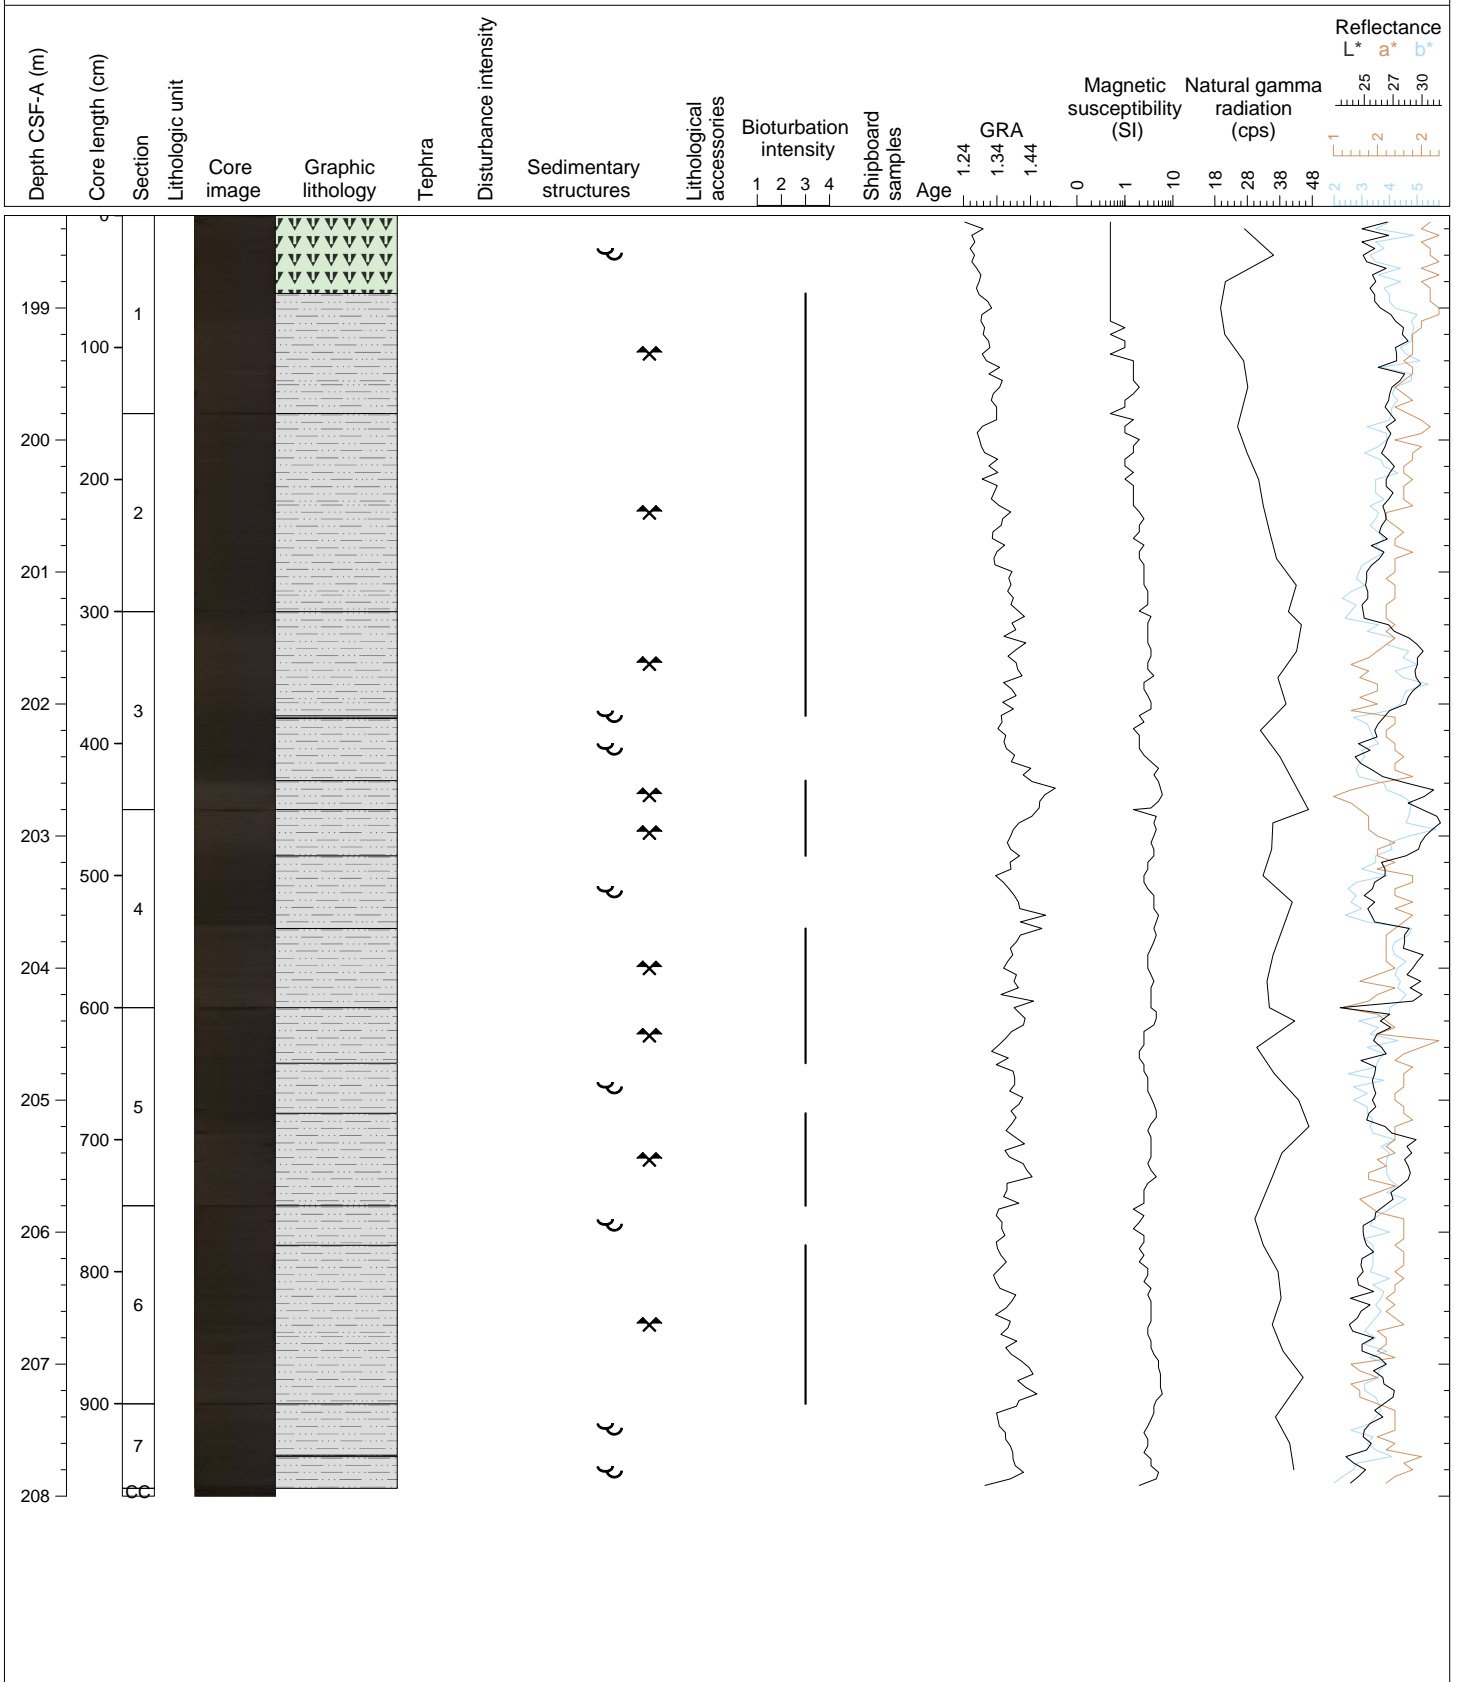 Depth CSF-A (m)
Core length (cm)
Section
Lithologic unit
Core
image
Graphic
lithology
Tephra
Disturbance intensity
Sedimentary
structures
Lithological
accessories
Bioturbation
intensity
1 2 3 4
Shipboard
samples
Age
GRA
1.24 1.34 1.44
Magnetic
susceptibility
(SI)
0 1 10
Natural gamma
radiation
(cps)
18 28 38 48
Reflectance
L* a* b*
25 27 30
1 2 2
2 3 4 5
0
199
1
100
200
200
2
201
300
202
3
400
203
500
4
204
600
205
5
700
206
800
6
207
900
7
CC
208